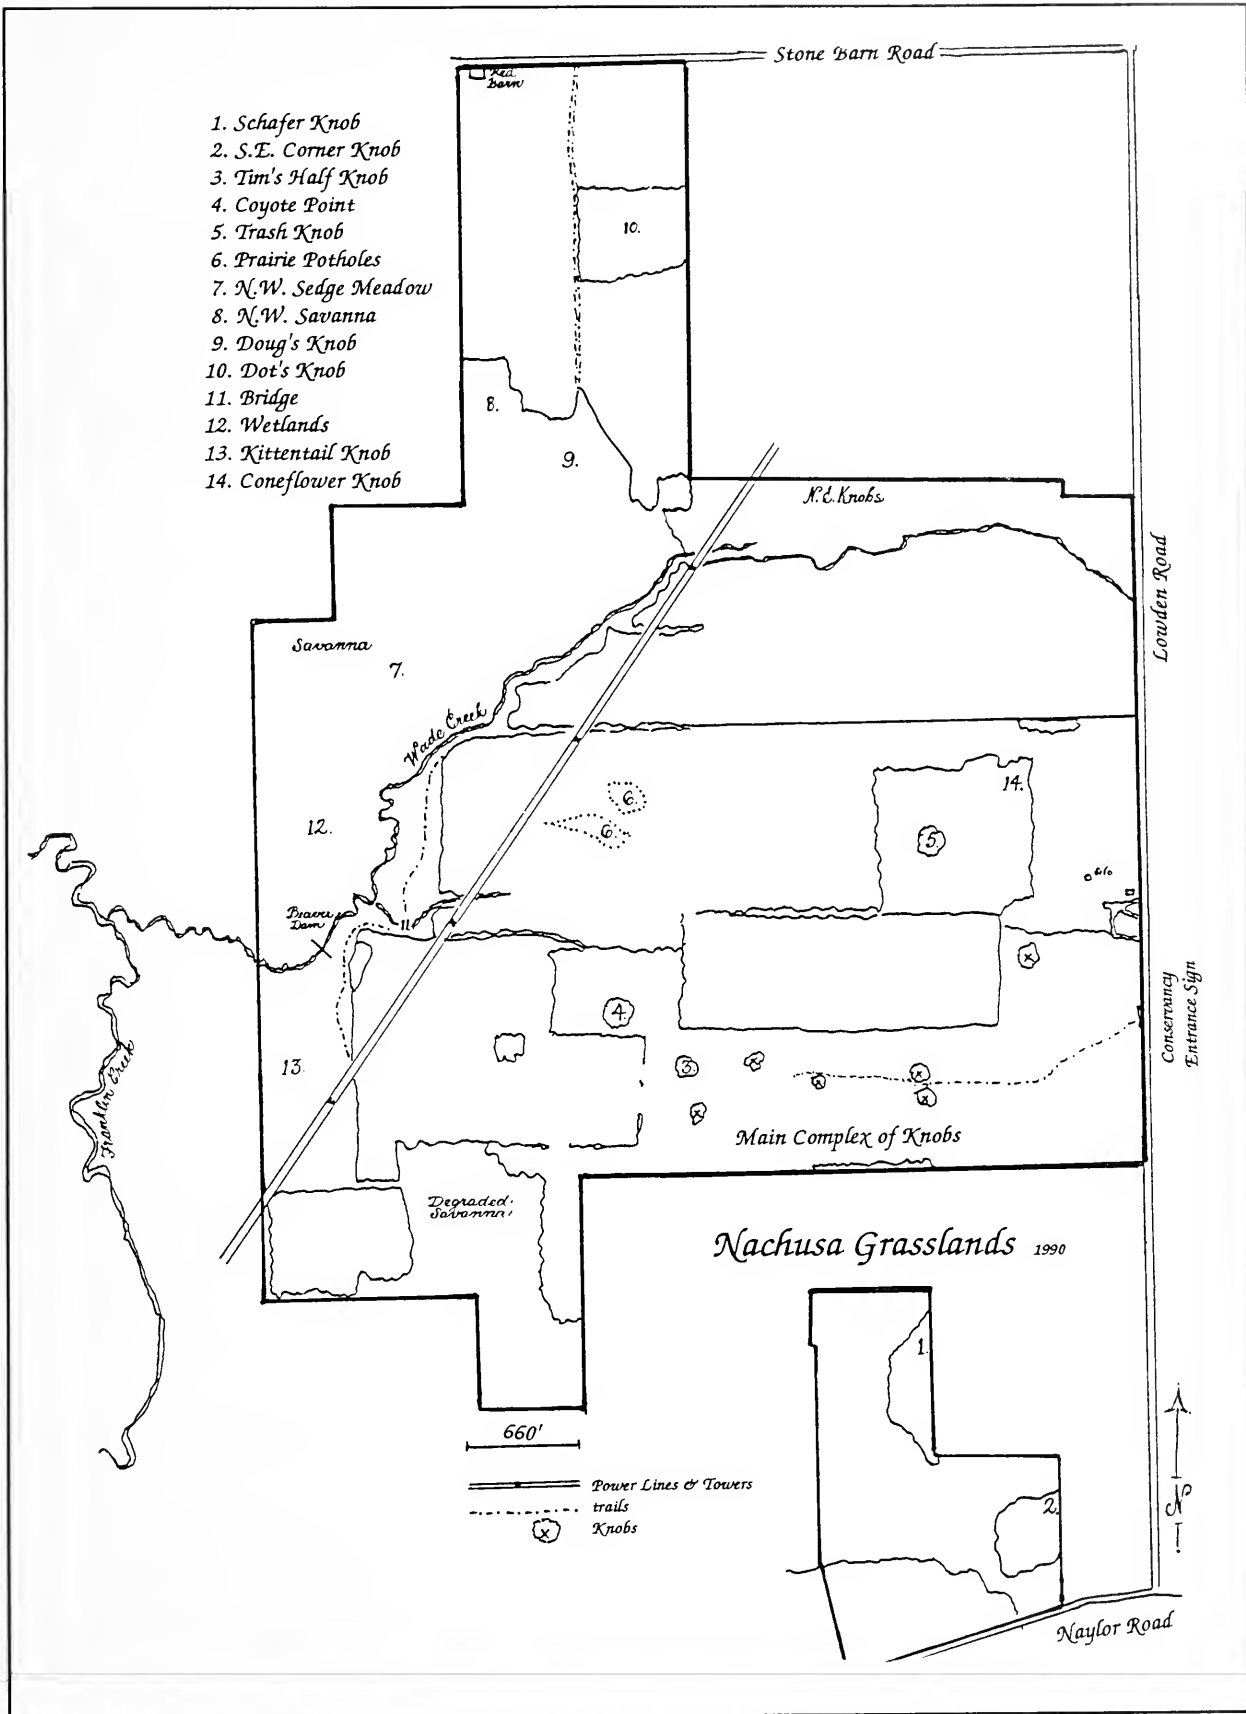 Stone Barn Road
Red
Barn
1. Schafer Knob
2. S.E. Corner Knob
3. Tim's Half Knob
4. Coyote Point
5. Trash Knob
6. Prairie Potholes
7. N.W. Sedge Meadow
8. N.W. Savanna
9. Doug's Knob
10. Dot's Knob
11. Bridge
12. Wetlands
13. Kittentail Knob
14. Coneflower Knob
10.
8.
9.
N.E. Knobs
Lowden Road
Savanna
7.
Wade Creek
6.
6.
14.
5.
12.
silo
Beaver
Dam
11
4.
Conservancy
Entrance Sign
13.
3.
x
x
x
x
x
x
Franklin Creek
Main Complex of Knobs
Degraded
Savanna
Nachusa Grasslands 1990
1.
660'
Power Lines & Towers
trails
x
Knobs
2.
N
Naylor Road